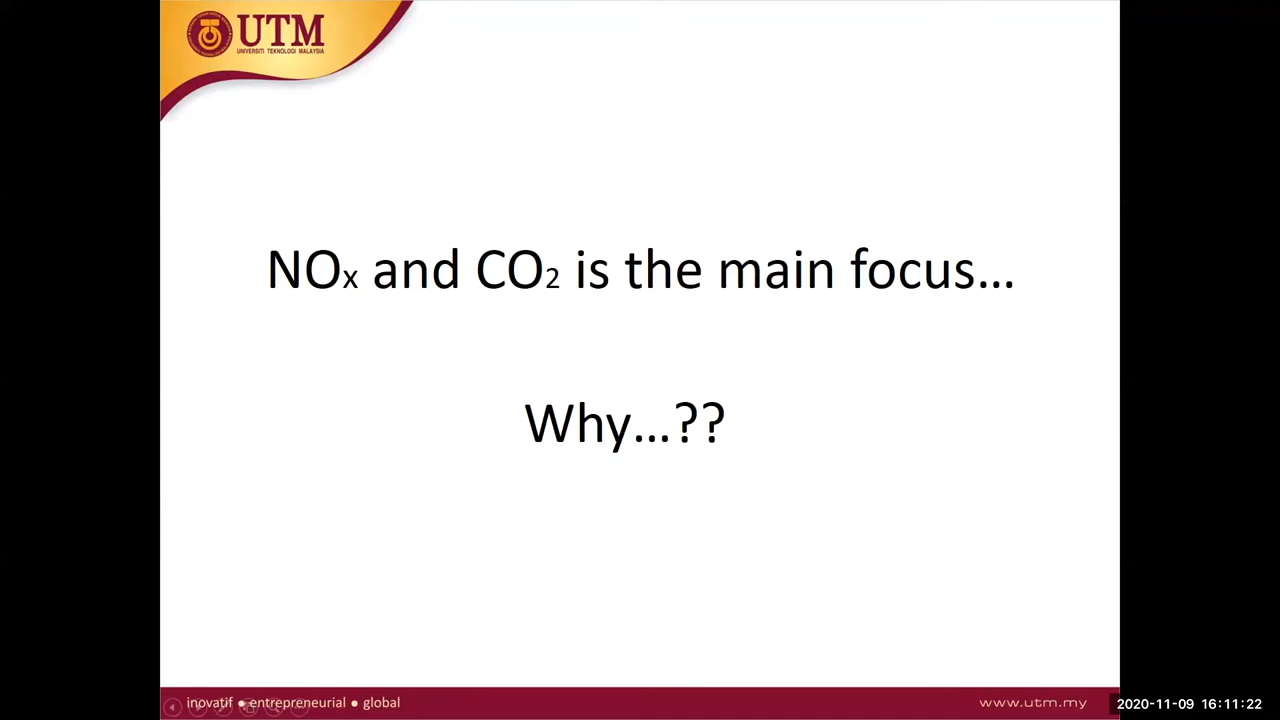 UTM
UNIVERSITI TEKNOLOGI MALAYSIA
NOx and CO2 is the main focus...
Why...??
inovatif ● entrepreneurial ● global
www.utm.my
2020-11-09 16:11:22